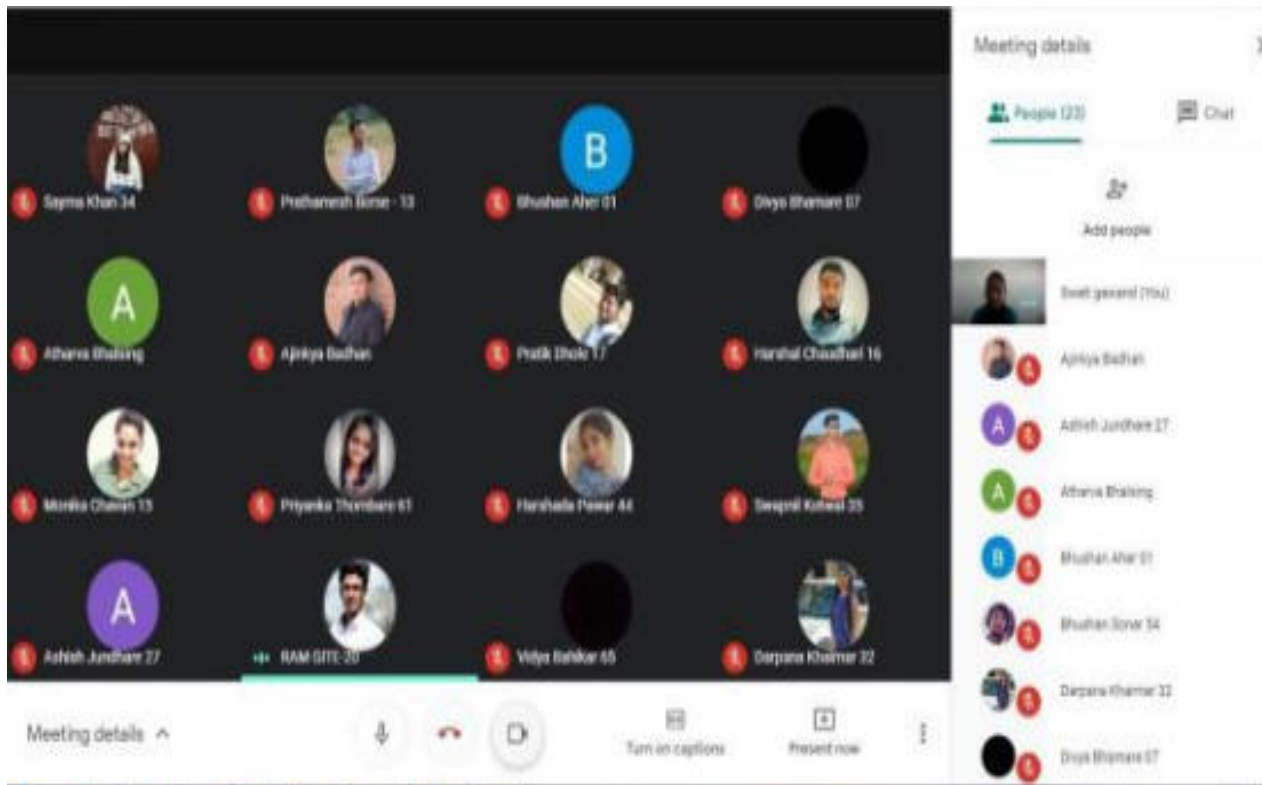 Meeting details
People (23)
Chat
Add people
Sayma Khan 34
Prathamesh Borse - 13
B
Bhushan Aher 01
Divya Bhamare 07
A
Atharva Bhalsing
Ajinkya Badhan
Pratik Dhole 17
Harshal Chaudhari 16
Monika Chavan 15
Priyanka Thombare 61
Harshada Pawar 44
Swapnil Kotwal 35
A
Ashish Jundhare 27
RAM GITE-20
Vidya Bahikar 65
Darpana Khairnar 32
(You)
Ajinkya Badhan
A
Ashish Jundhare 27
A
Atharva Bhalsing
B
Bhushan Aher 01
Bhushan Sonar 54
Darpana Khairnar 32
Divya Bhamare 07
Meeting details
Turn on captions
Present now